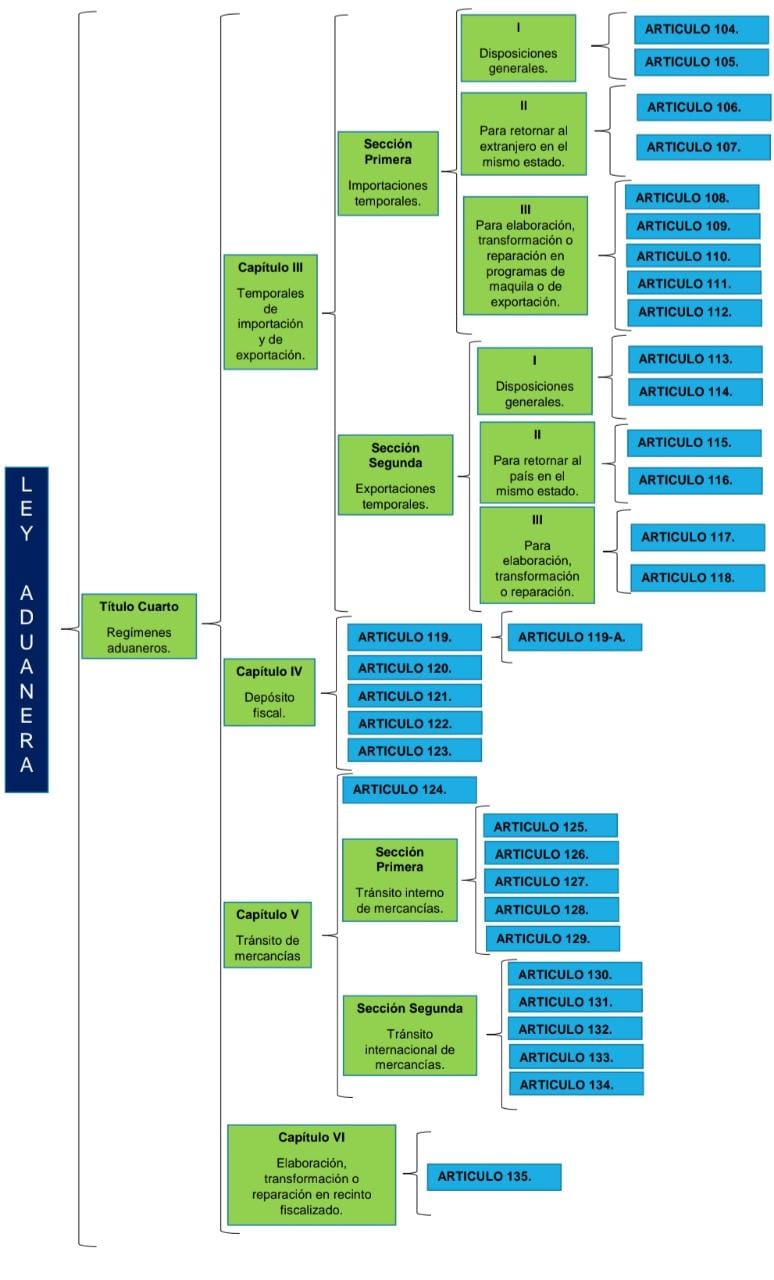 LEY ADUANERA
Título Cuarto
Regímenes
aduaneros.
Capítulo III
Temporales
de
importación
y de
exportación.
Sección
Primera
Importaciones
temporales.
I
Disposiciones
generales.
ARTICULO 104.
ARTICULO 105.
II
Para retornar al
extranjero en el
mismo estado.
ARTICULO 106.
ARTICULO 107.
III
Para elaboración,
transformación o
reparación en
programas de
maquila o de
exportación.
ARTICULO 108.
ARTICULO 109.
ARTICULO 110.
ARTICULO 111.
ARTICULO 112.
Sección
Segunda
Exportaciones
temporales.
I
Disposiciones
generales.
ARTICULO 113.
ARTICULO 114.
II
Para retornar al
país en el
mismo estado.
ARTICULO 115.
ARTICULO 116.
III
Para
elaboración,
transformación
o reparación.
ARTICULO 117.
ARTICULO 118.
Capítulo IV
Depósito
fiscal.
ARTICULO 119.
ARTICULO 119-A.
ARTICULO 120.
ARTICULO 121.
ARTICULO 122.
ARTICULO 123.
Capítulo V
Tránsito de
mercancías
ARTICULO 124.
Sección
Primera
Tránsito interno
de mercancías.
ARTICULO 125.
ARTICULO 126.
ARTICULO 127.
ARTICULO 128.
ARTICULO 129.
Sección Segunda
Tránsito
internacional de
mercancías.
ARTICULO 130.
ARTICULO 131.
ARTICULO 132.
ARTICULO 133.
ARTICULO 134.
Capítulo VI
Elaboración,
transformación o
reparación en recinto
fiscalizado.
ARTICULO 135.